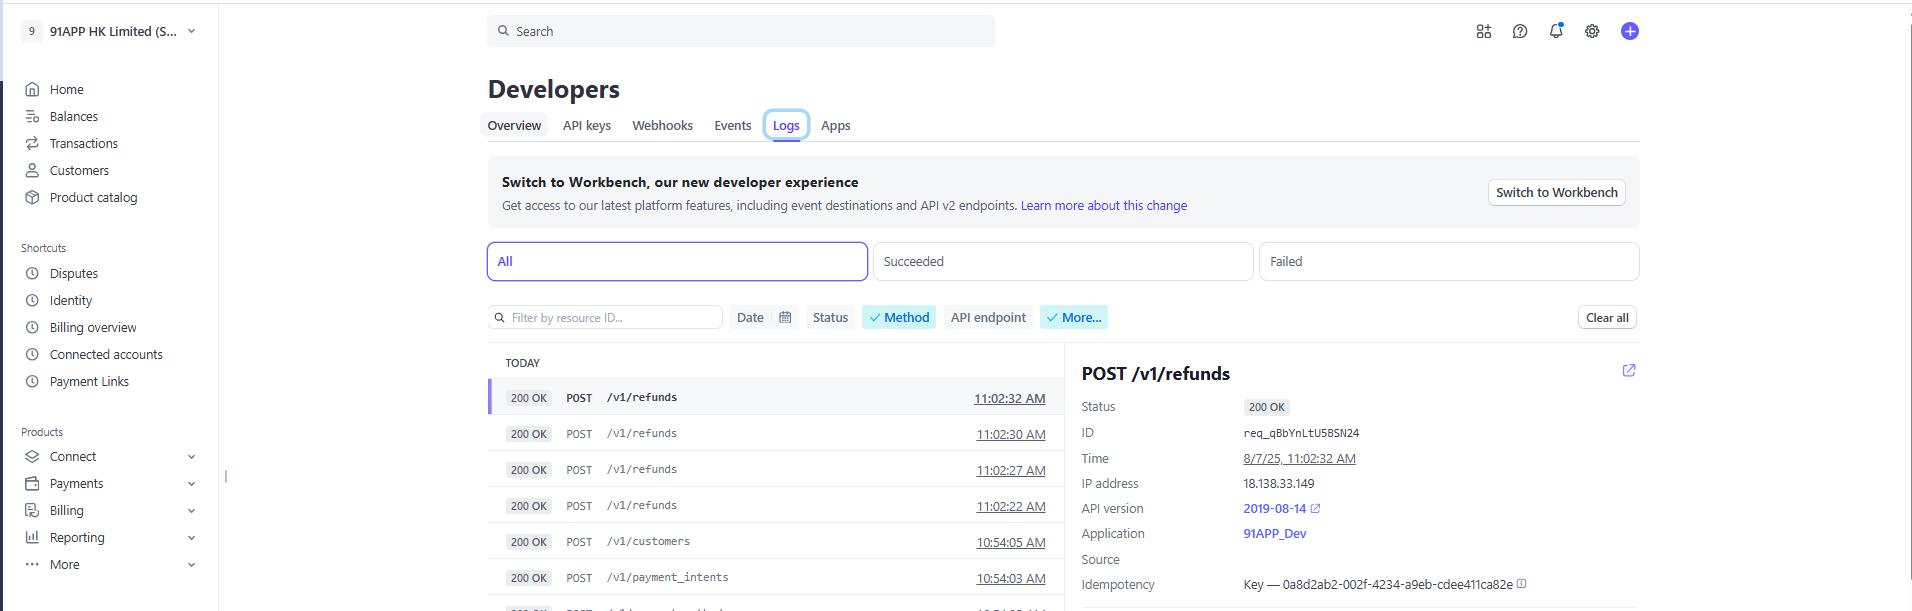 9 91APP HK Limited (S...
Search
Home
Balances
Transactions
Customers
Product catalog
Shortcuts
Disputes
Identity
Billing overview
Connected accounts
Payment Links
Products
Connect
Payments
Billing
Reporting
More
Developers
Overview API keys Webhooks Events Logs Apps
Switch to Workbench, our new developer experience
Get access to our latest platform features, including event destinations and API v2 endpoints. Learn more about this change
Switch to Workbench
All Succeeded Failed
Filter by resource ID... Date Status Method API endpoint More... Clear all
TODAY
200 OK POST /v1/refunds 11:02:32 AM
200 OK POST /v1/refunds 11:02:30 AM
200 OK POST /v1/refunds 11:02:27 AM
200 OK POST /v1/refunds 11:02:22 AM
200 OK POST /v1/customers 10:54:05 AM
200 OK POST /v1/payment_intents 10:54:03 AM
POST /v1/refunds
Status 200 OK
ID req_qBbYnLtU5BSN24
Time 8/7/25, 11:02:32 AM
IP address 18.138.33.149
API version 2019-08-14
Application 91APP_Dev
Source
Idempotency Key — 0a8d2ab2-002f-4234-a9eb-cdee411ca82e